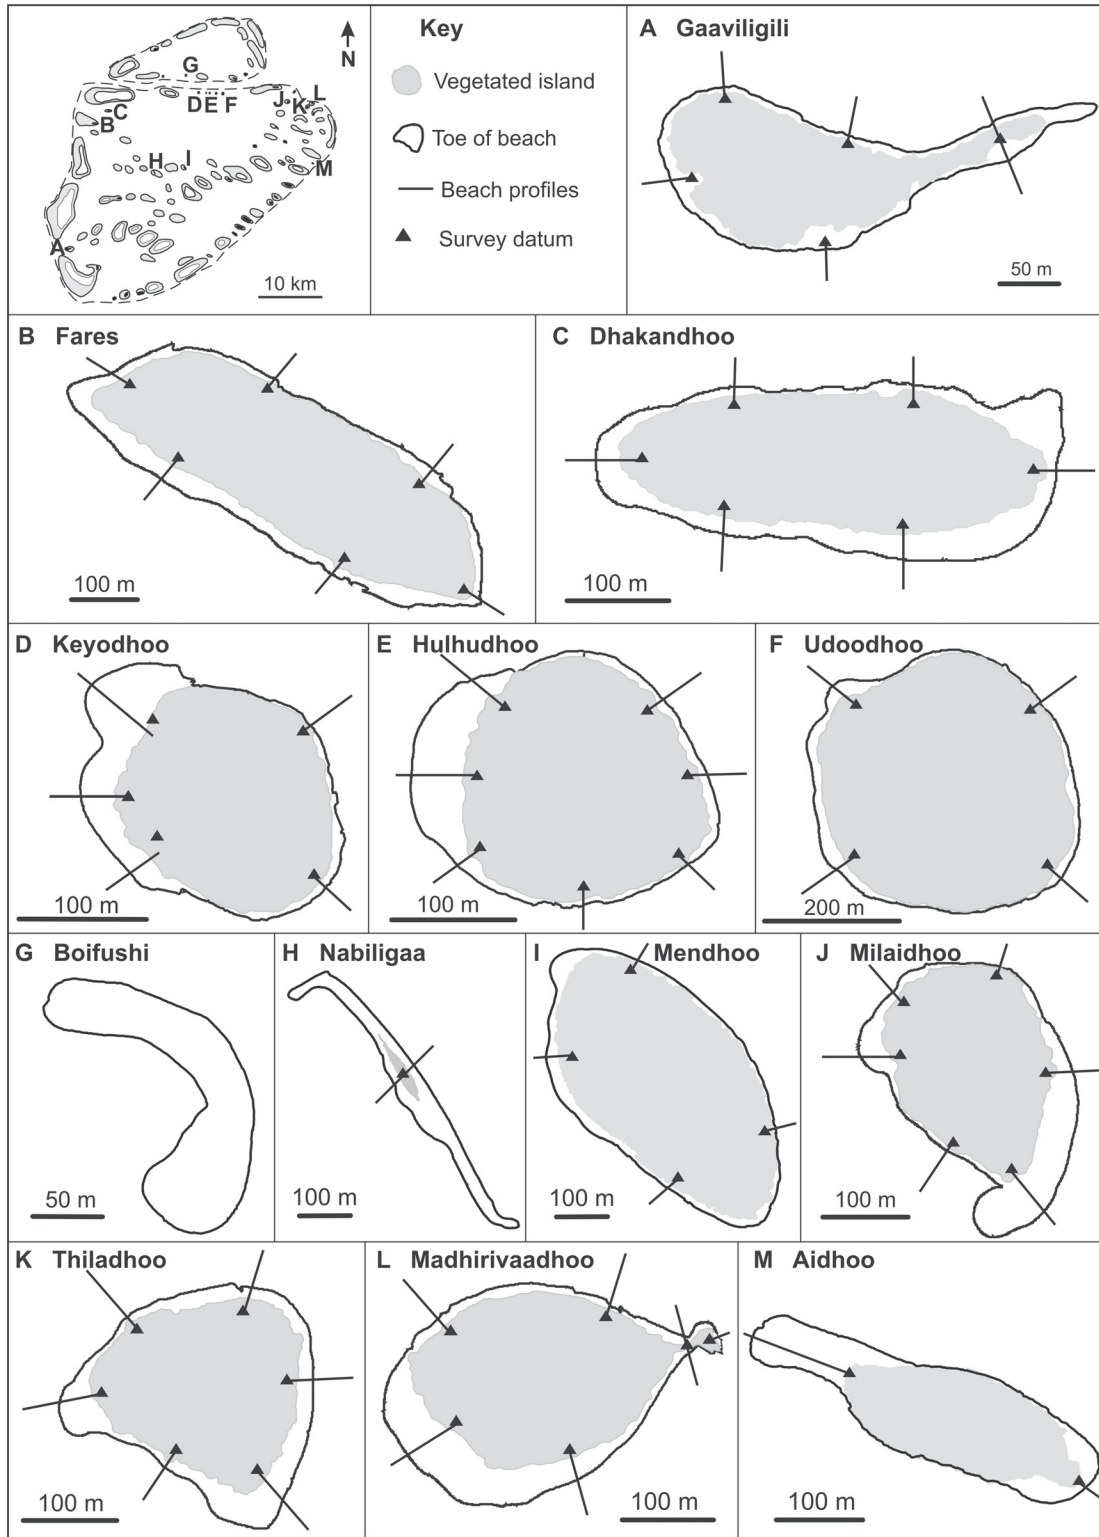 N
G
D E F
J
K
L
C
B
H I
M
A
10 km
Key
Vegetated island
Toe of beach
Beach profiles
Survey datum
A Gaaviligili
50 m
B Fares
100 m
C Dhakandhoo
100 m
D Keyodhoo
100 m
E Hulhudhoo
100 m
F Udoodhoo
200 m
G Boifushi
50 m
H Nabiligaa
100 m
I Mendhoo
100 m
J Milaidhoo
100 m
K Thiladhoo
100 m
L Madhirivaadhoo
100 m
M Aidhoo
100 m